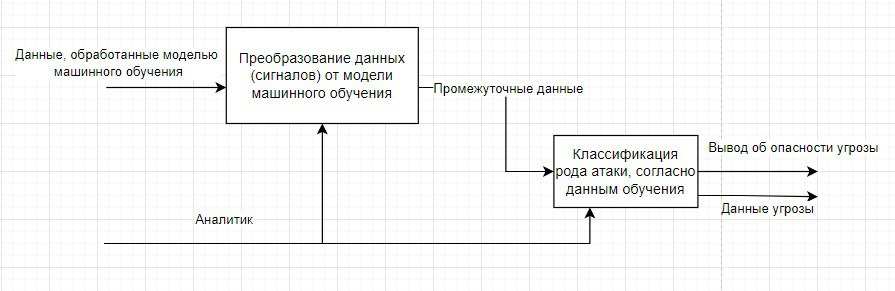 Данные, обработанные моделью
машинного обучения
Преобразование данных
(сигналов) от модели
машинного обучения
Промежуточные данные
Классификация
рода атаки, согласно
данным обучения
Вывод об опасности угрозы
Данные угрозы
Аналитик